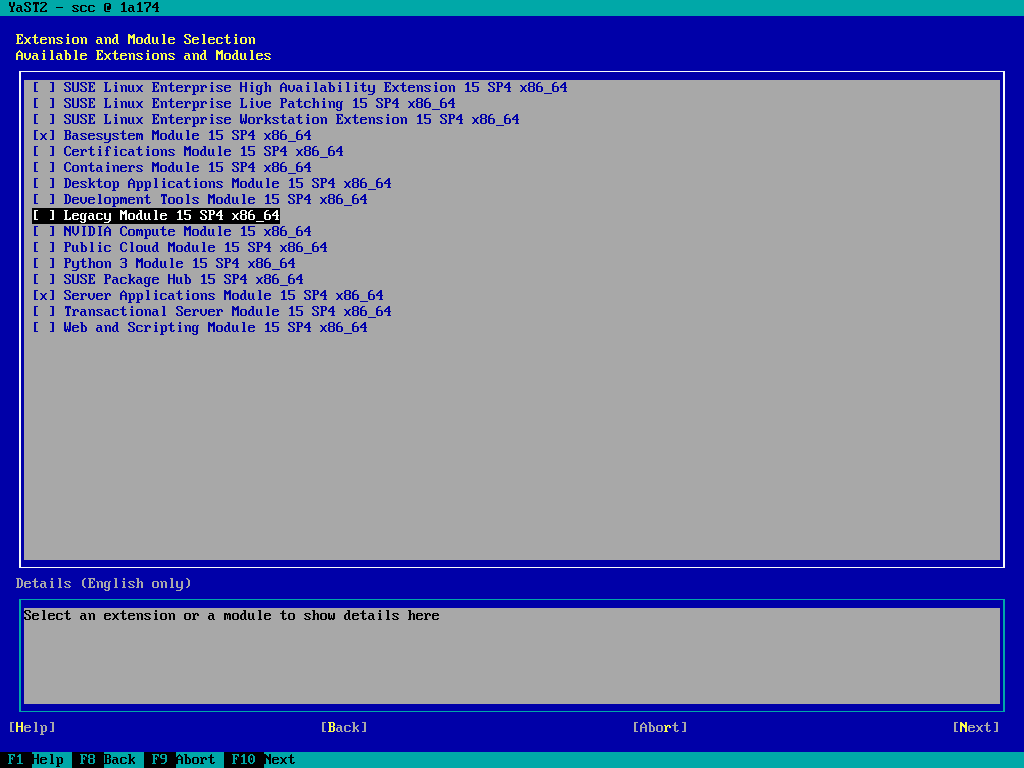 YaST2 - scc @ 1a174
Extension and Module Selection
Available Extensions and Modules
[ ] SUSE Linux Enterprise High Availability Extension 15 SP4 x86_64
[ ] SUSE Linux Enterprise Live Patching 15 SP4 x86_64
[ ] SUSE Linux Enterprise Workstation Extension 15 SP4 x86_64
[x] Basesystem Module 15 SP4 x86_64
[ ] Certifications Module 15 SP4 x86_64
[ ] Containers Module 15 SP4 x86_64
[ ] Desktop Applications Module 15 SP4 x86_64
[ ] Development Tools Module 15 SP4 x86_64
[ ] Legacy Module 15 SP4 x86_64
[ ] NVIDIA Compute Module 15 x86_64
[ ] Public Cloud Module 15 SP4 x86_64
[ ] Python 3 Module 15 SP4 x86_64
[ ] SUSE Package Hub 15 SP4 x86_64
[x] Server Applications Module 15 SP4 x86_64
[ ] Transactional Server Module 15 SP4 x86_64
[ ] Web and Scripting Module 15 SP4 x86_64
Details (English only)
Select an extension or a module to show details here
[Help] [Back] [Abort] [Next]
F1 Help F8 Back F9 Abort F10 Next